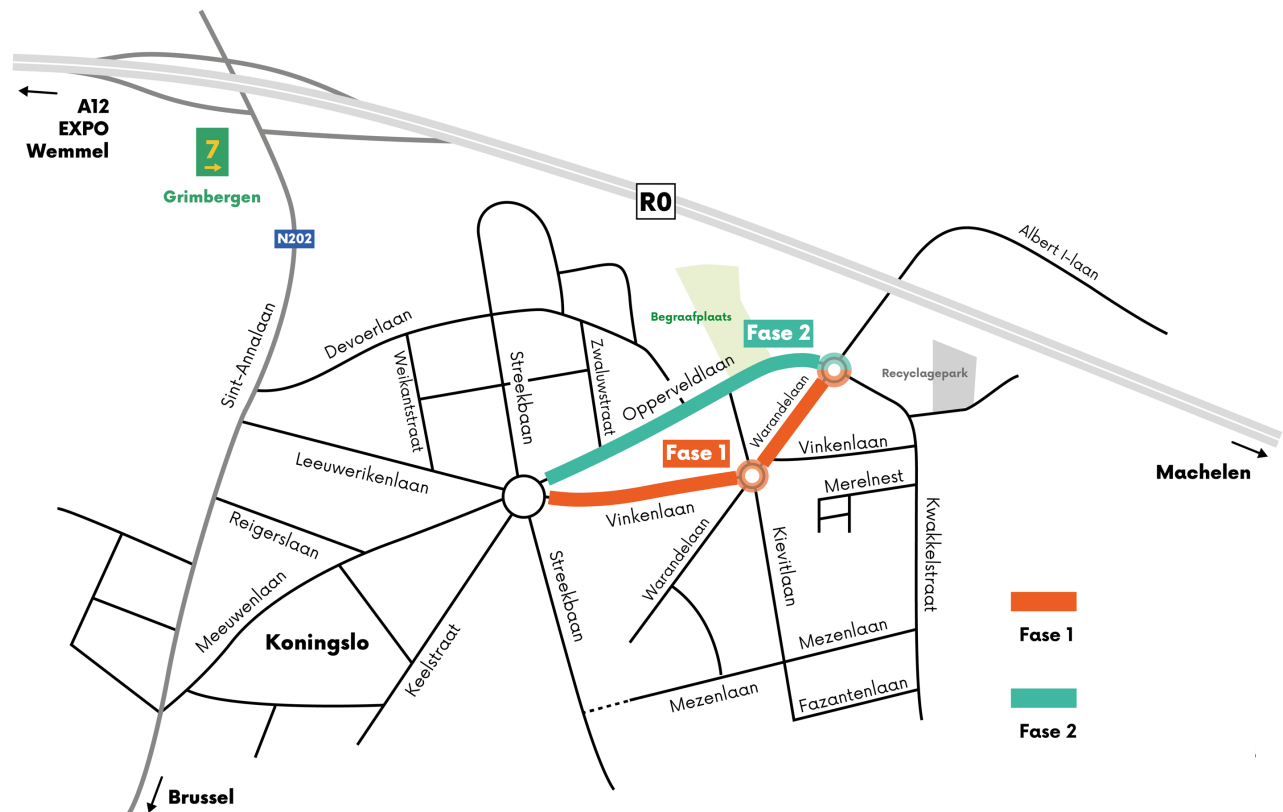 A12
EXPO
Wemmel
7
Grimbergen
R0
N202
Albert I-laan
Sint-Annalaan
Devoerlaan
Begraafplaats
Fase 2
Weikantstraat
Streekbaan
Zwaluwstraat
Opperveldlaan
Warandelaan
Recyclagepark
Machelen
Fase 1
Vinkenlaan
Leeuwerikenlaan
Merelnest
Vinkenlaan
Reigerslaan
Warandelaan
Kievitlaan
Kwakkelstraat
Streekbaan
Meeuwenlaan
Koningslo
Keelstraat
Mezenlaan
Mezenlaan
Fazantenlaan
Fase 1
Fase 2
Brussel